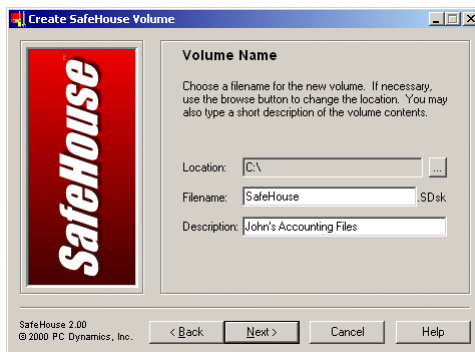 Create SafeHouse Volume
SafeHouse
Volume Name
Choose a filename for the new volume. If necessary,
use the browse button to change the location. You may
also type a short description of the volume contents.
Location: C:\ ...
Filename: SafeHouse .SDsk
Description: John's Accounting Files
SafeHouse 2.00
© 2000 PC Dynamics, Inc.
< Back Next > Cancel Help